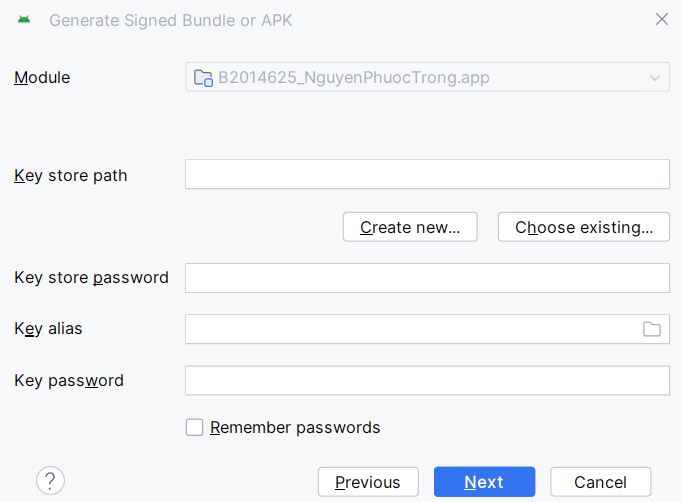 Generate Signed Bundle or APK
Module
B2014625_NguyenPhuocTrong.app
Key store path
Create new... Choose existing...
Key store password
Key alias
Key password
Remember passwords
? Previous Next Cancel